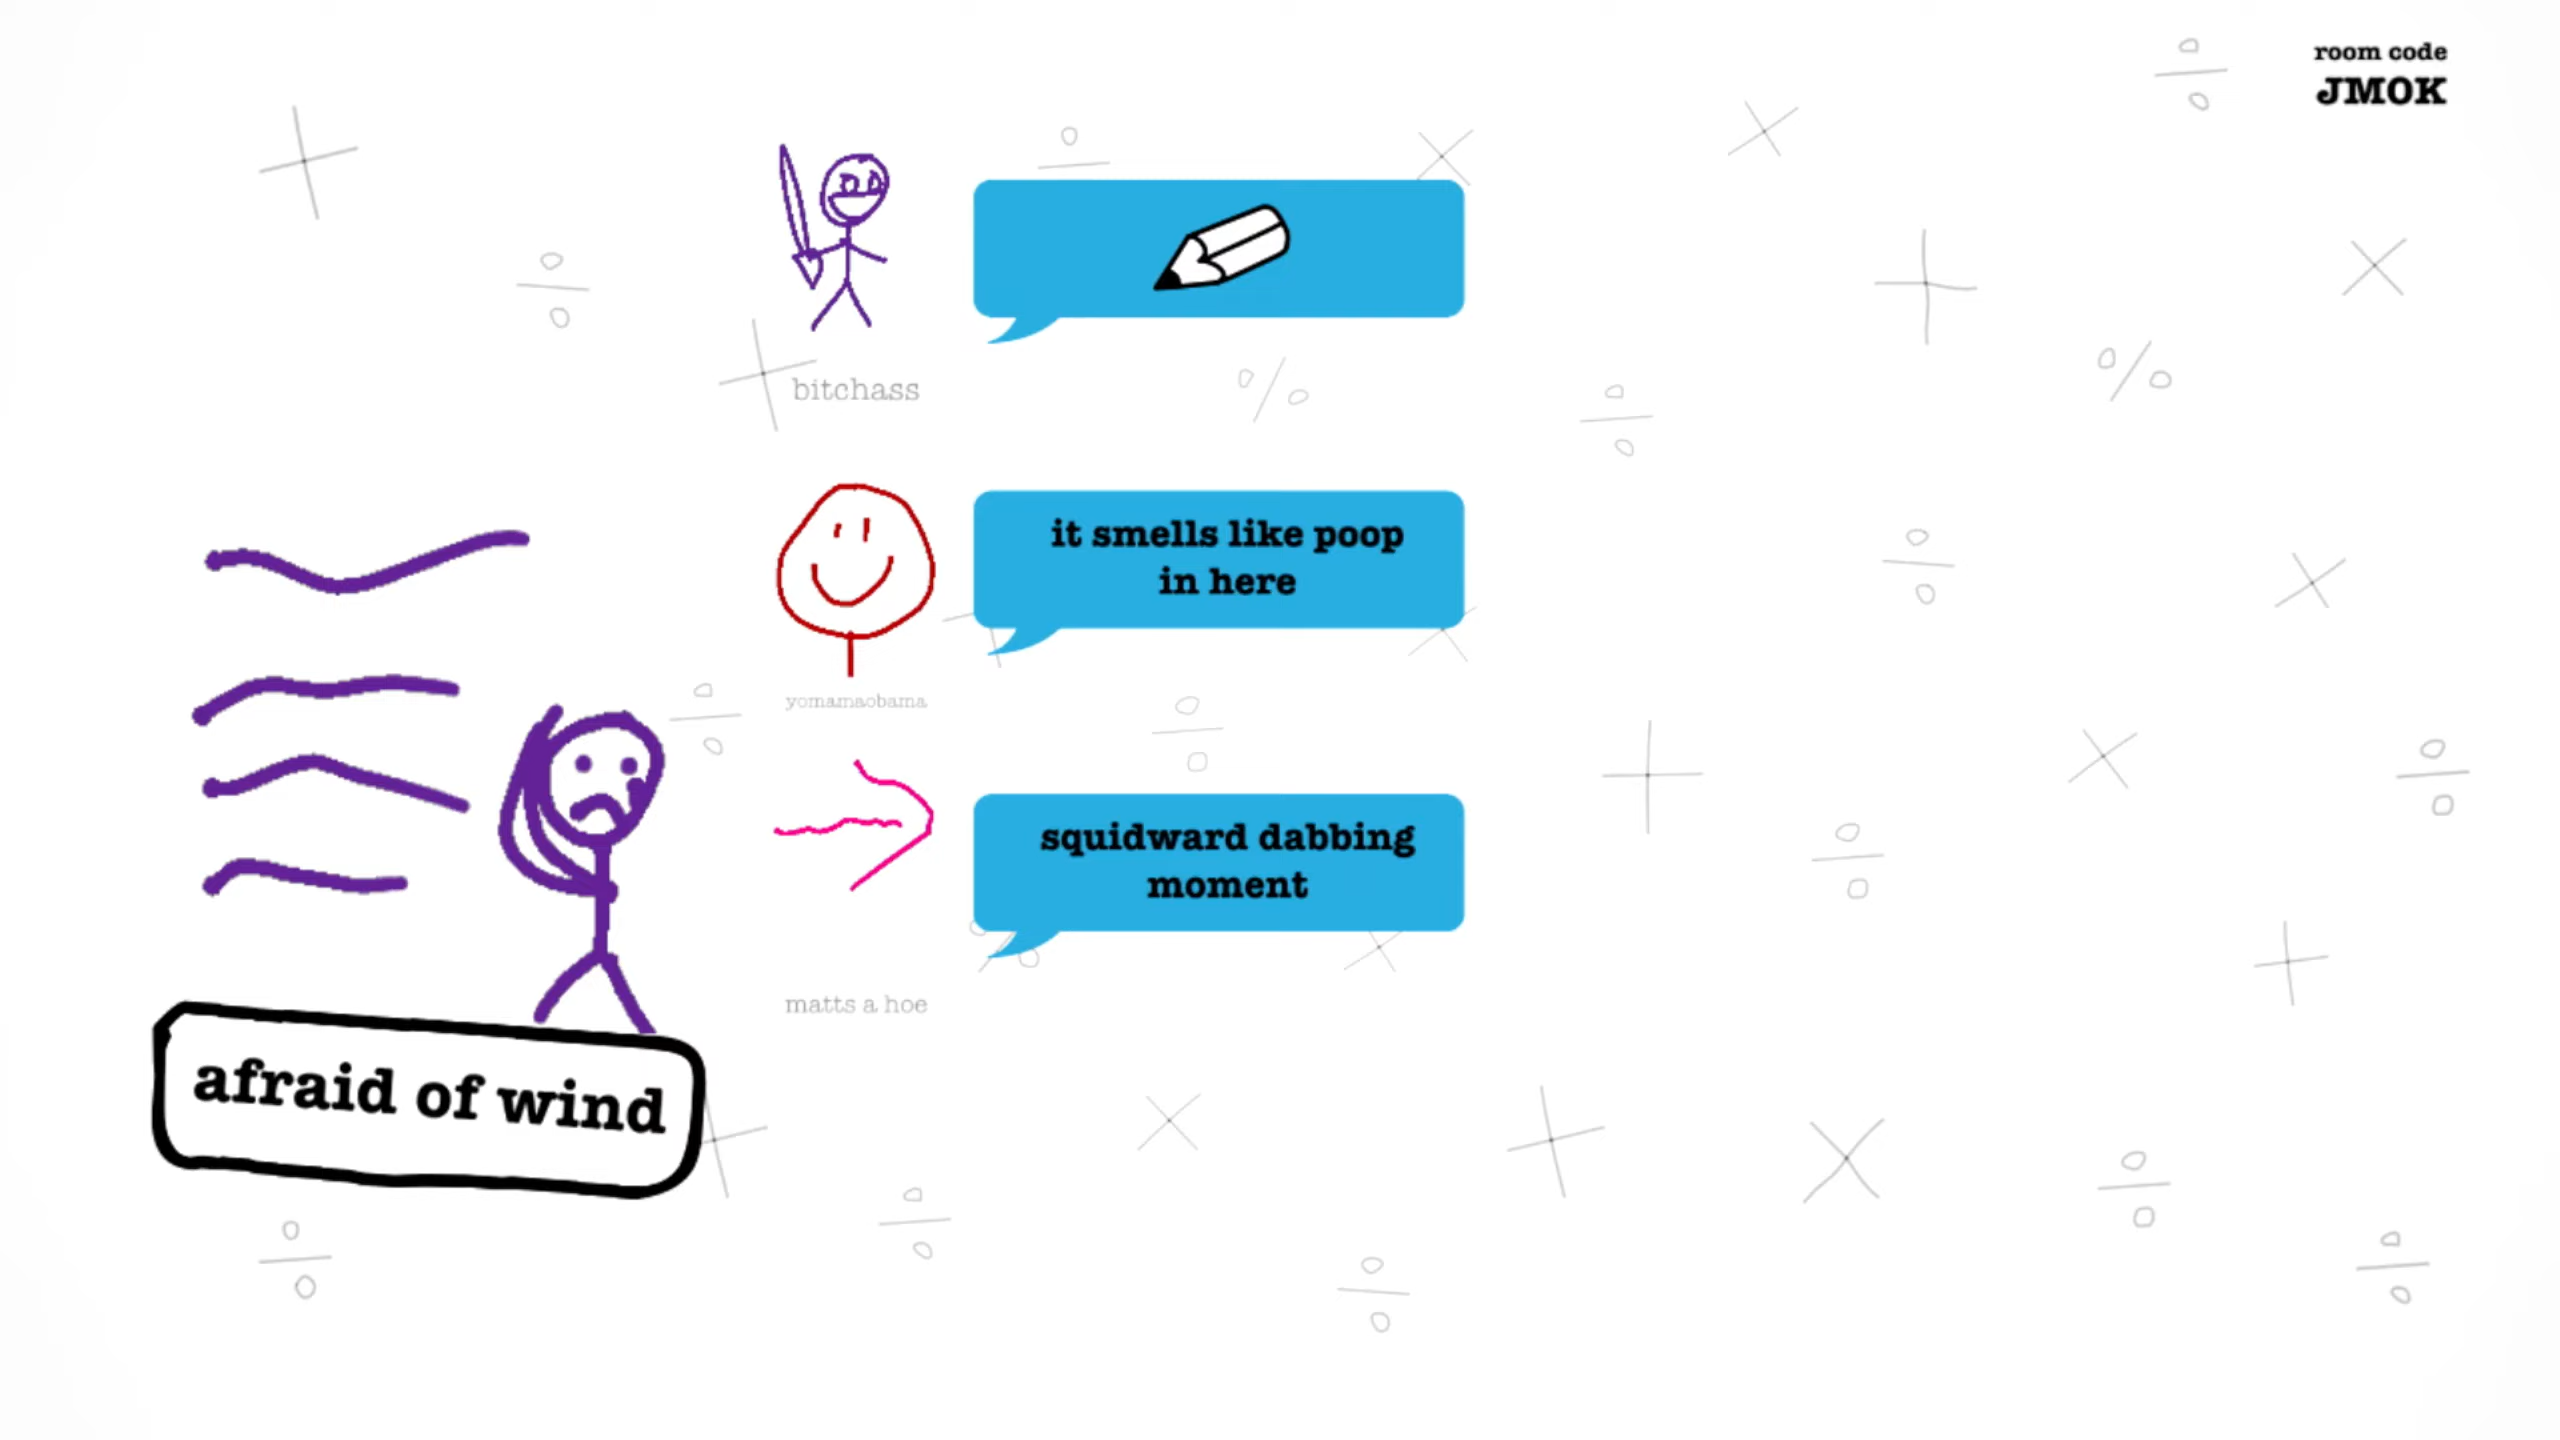 room code
JMOK
bitchass
it smells like poop
in here
yomamaobama
squidward dabbing
moment
matts a hoe
afraid of wind